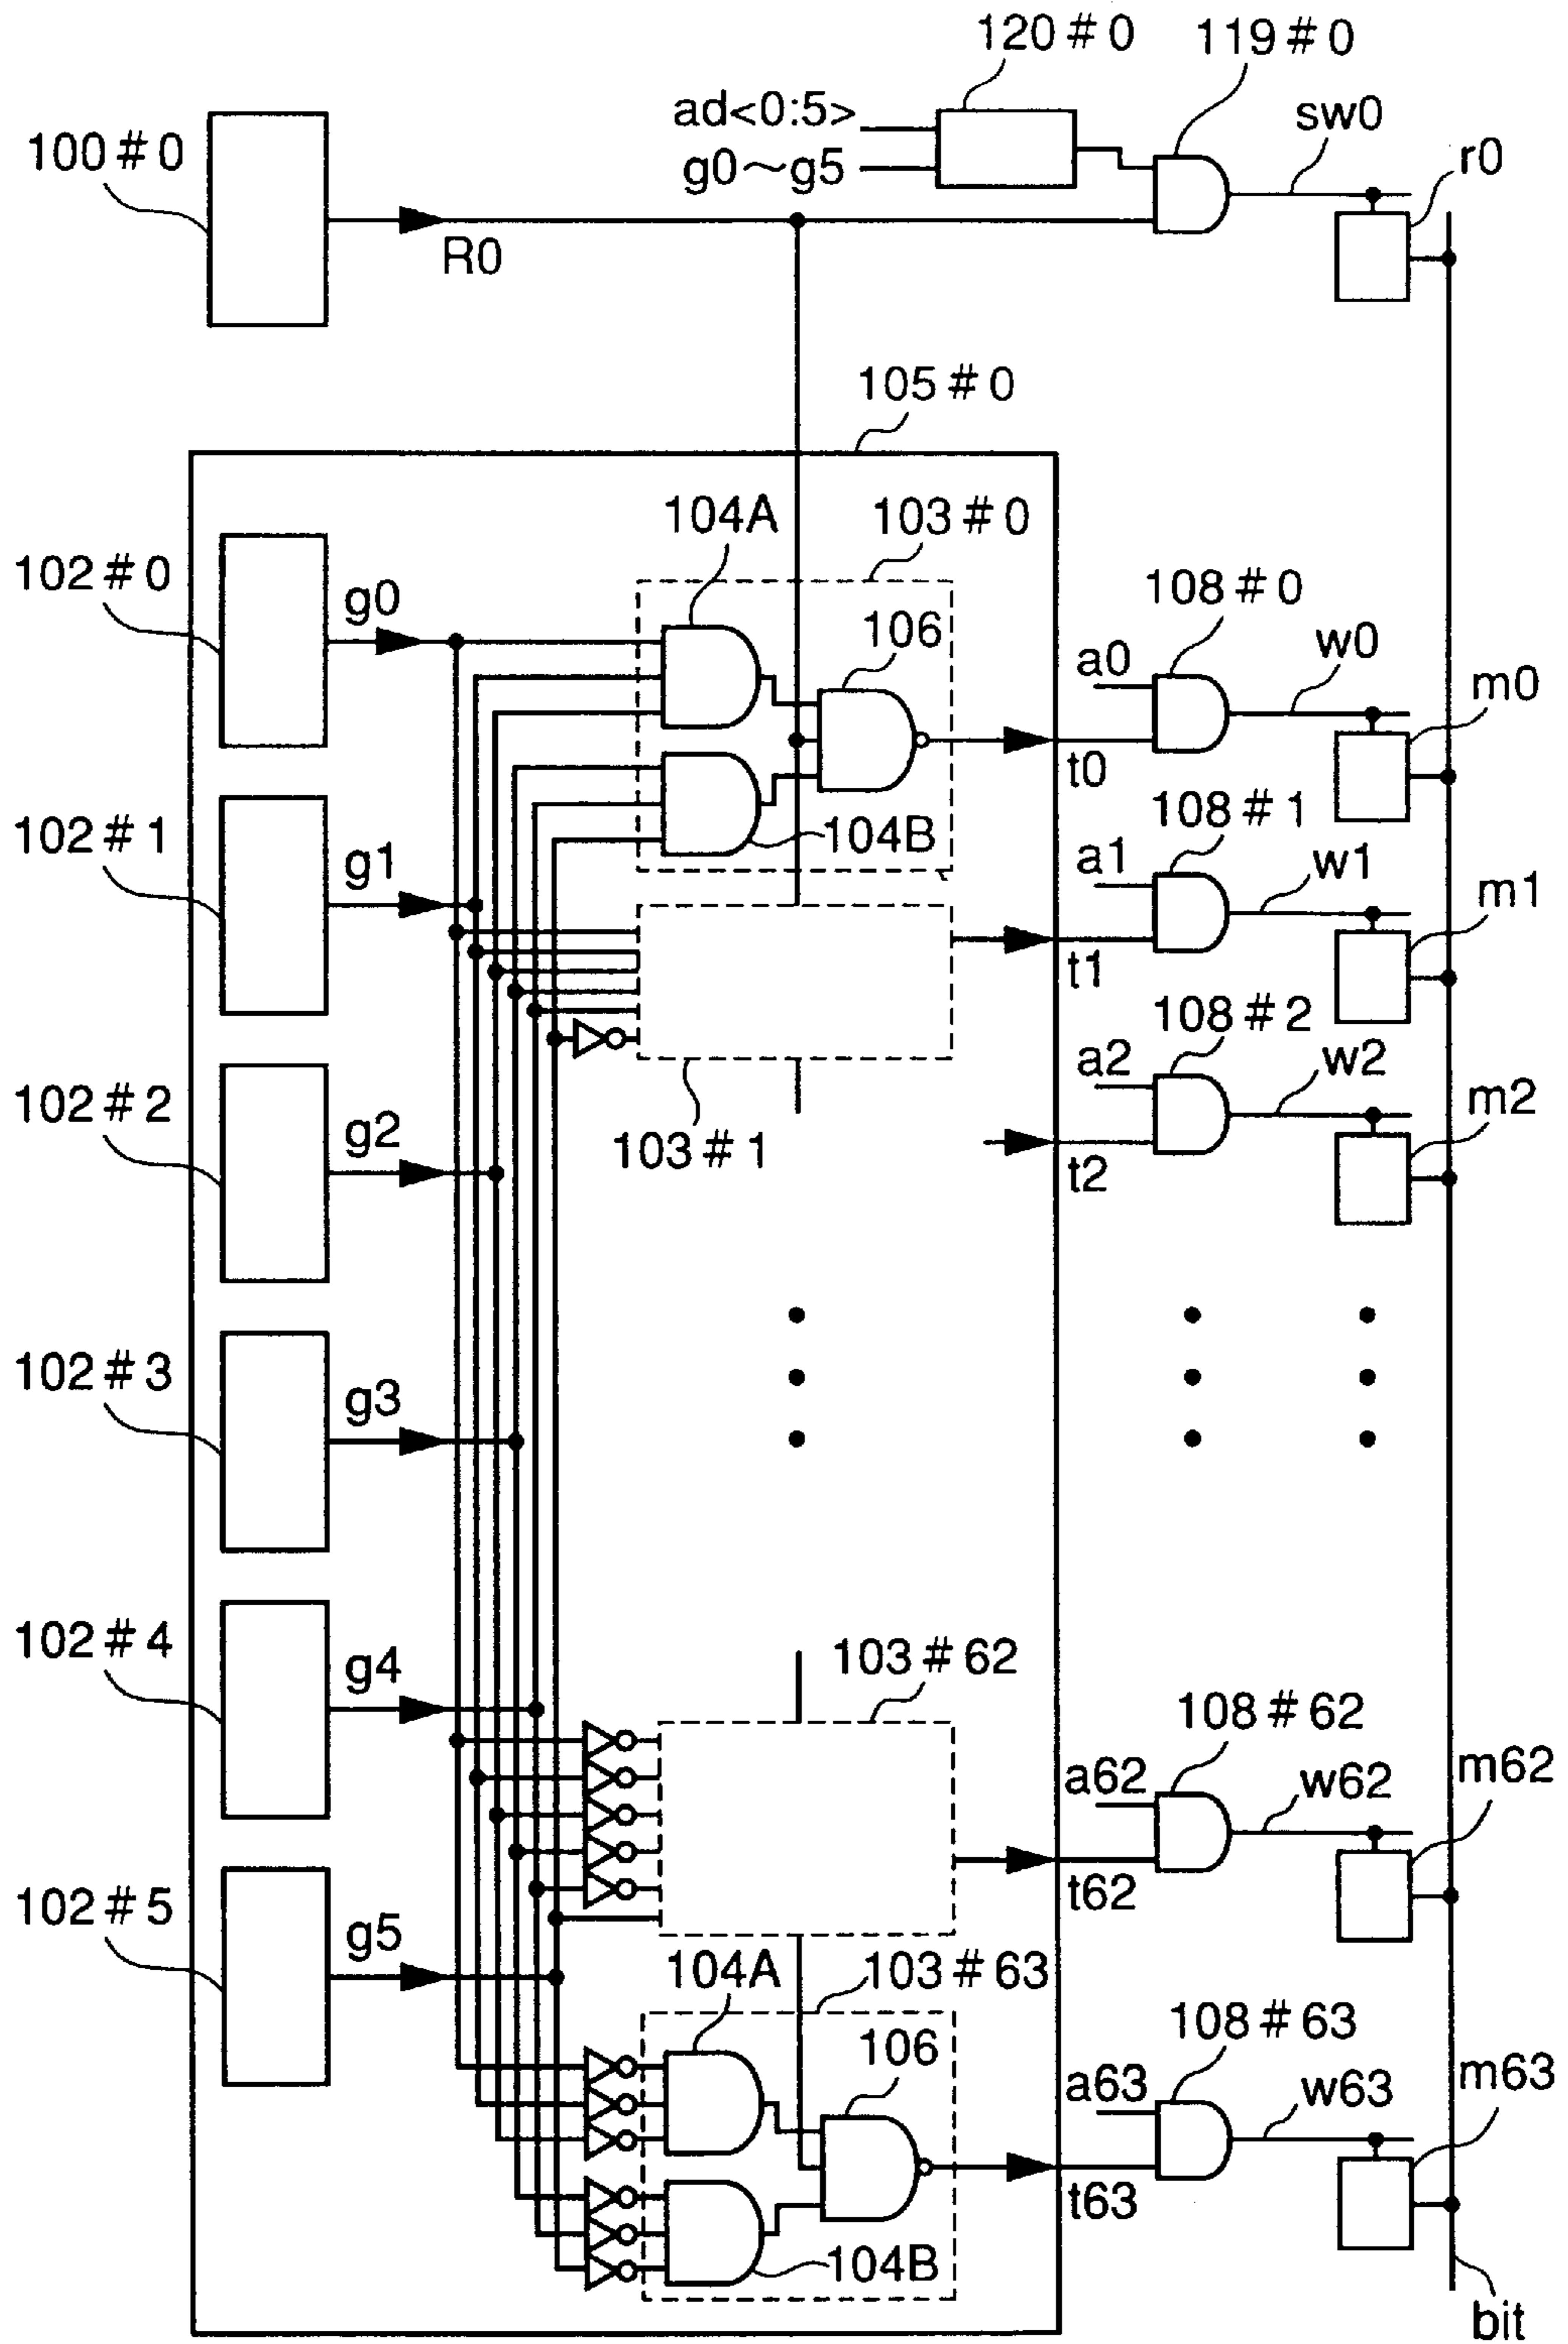 120#0
119#0
ad<0:5>
sw0
100#0
g0~g5
r0
R0
105#0
104A
103#0
102#0
g0
108#0
106
a0
w0
m0
t0
102#1
g1
104B
108#1
a1
w1
m1
t1
102#2
g2
103#1
108#2
a2
w2
m2
t2
102#3
g3
102#4
g4
103#62
108#62
a62
w62
m62
t62
102#5
g5
104A
103#63
108#63
106
a63
w63
m63
t63
104B
bit